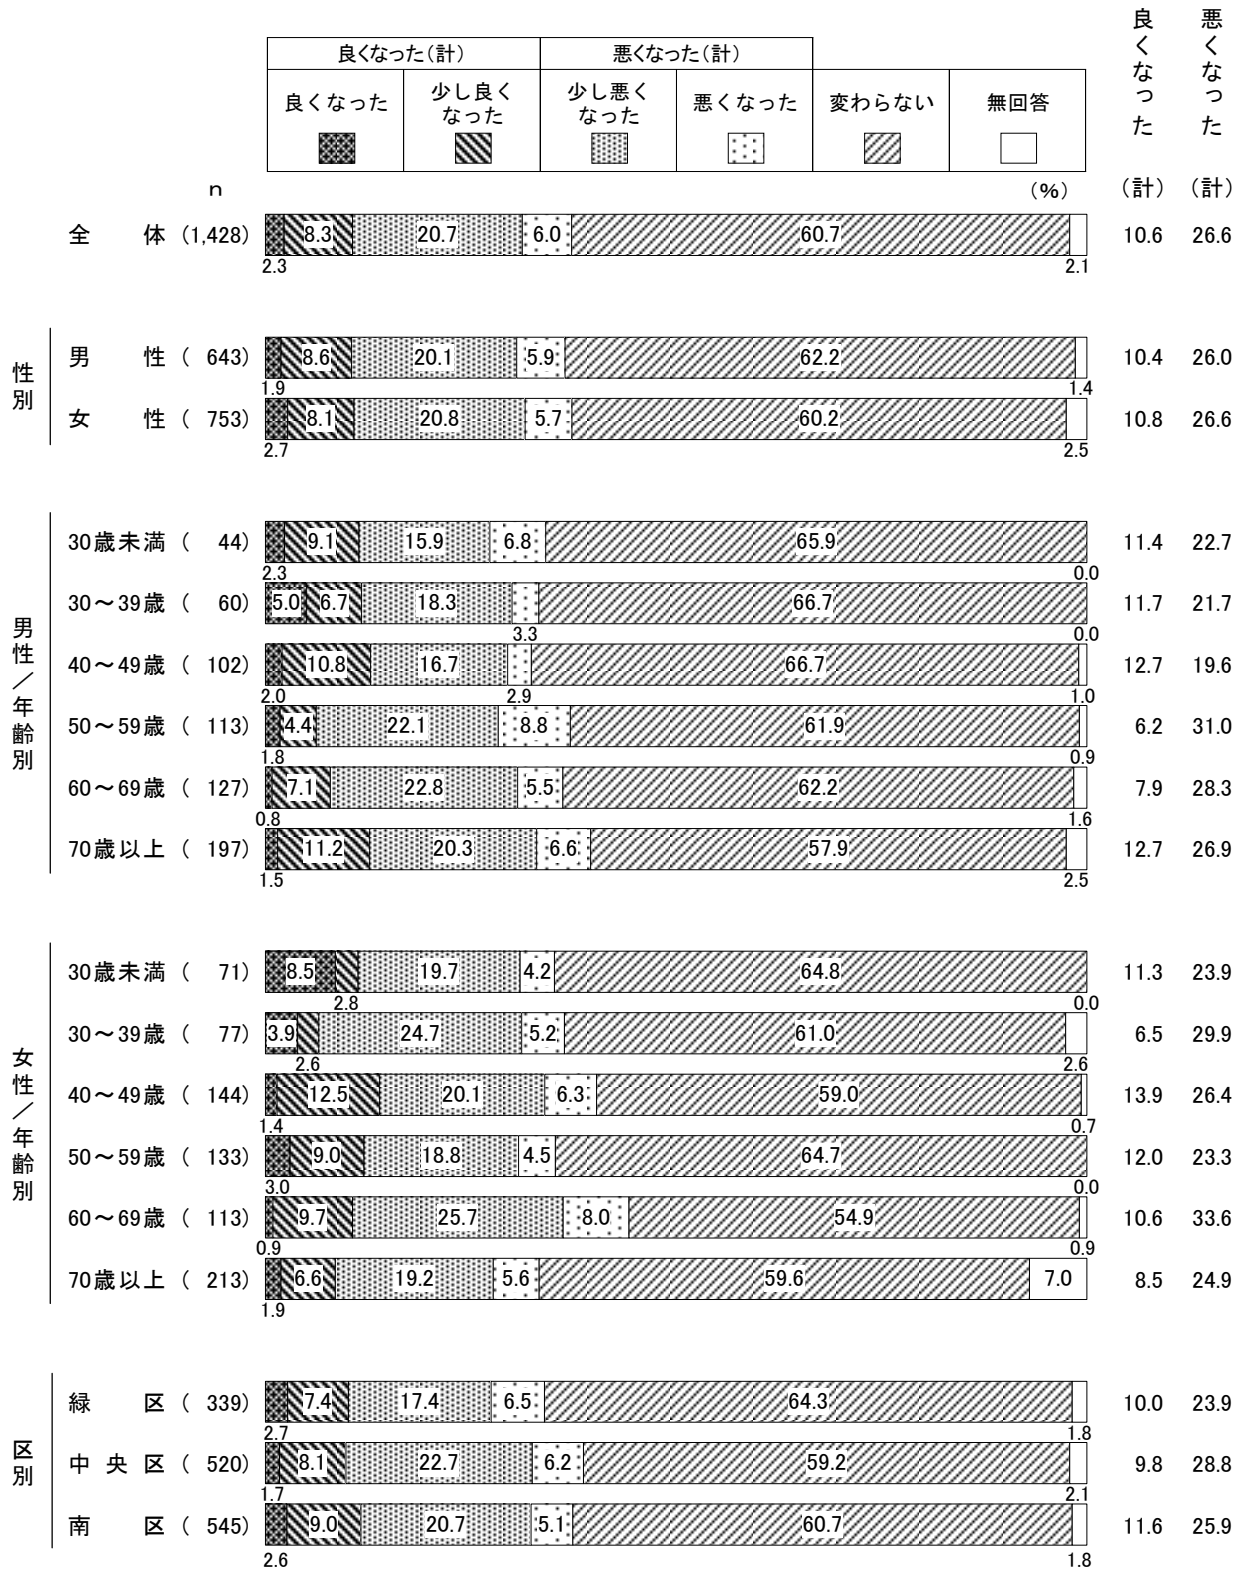 良くなった
悪くなった
良くなった(計) 悪くなった(計)
良くなった 少し良くなった 少し悪くなった 悪くなった 変わらない 無回答
n (%) (計) (計)
全体 (1,428) 8.3 20.7 6.0 60.7 10.6 26.6
2.3 2.1
性別
男性 ( 643) 8.6 20.1 5.9 62.2 10.4 26.0
1.9 1.4
女性 ( 753) 8.1 20.8 5.7 60.2 10.8 26.6
2.7 2.5
男性/年齢別
30歳未満 ( 44) 9.1 15.9 6.8 65.9 11.4 22.7
2.3 0.0
30~39歳 ( 60) 5.0 6.7 18.3 66.7 11.7 21.7
3.3 0.0
40~49歳 ( 102) 10.8 16.7 66.7 12.7 19.6
2.0 2.9 1.0
50~59歳 ( 113) 4.4 22.1 8.8 61.9 6.2 31.0
1.8 0.9
60~69歳 ( 127) 7.1 22.8 5.5 62.2 7.9 28.3
0.8 1.6
70歳以上 ( 197) 11.2 20.3 6.6 57.9 12.7 26.9
1.5 2.5
女性/年齢別
30歳未満 ( 71) 8.5 19.7 4.2 64.8 11.3 23.9
2.8 0.0
30~39歳 ( 77) 3.9 24.7 5.2 61.0 6.5 29.9
2.6 2.6
40~49歳 ( 144) 12.5 20.1 6.3 59.0 13.9 26.4
1.4 0.7
50~59歳 ( 133) 9.0 18.8 4.5 64.7 12.0 23.3
3.0 0.0
60~69歳 ( 113) 9.7 25.7 8.0 54.9 10.6 33.6
0.9 0.9
70歳以上 ( 213) 6.6 19.2 5.6 59.6 7.0 8.5 24.9
1.9
区別
緑区 ( 339) 7.4 17.4 6.5 64.3 10.0 23.9
2.7 1.8
中央区 ( 520) 8.1 22.7 6.2 59.2 9.8 28.8
1.7 2.1
南区 ( 545) 9.0 20.7 5.1 60.7 11.6 25.9
2.6 1.8